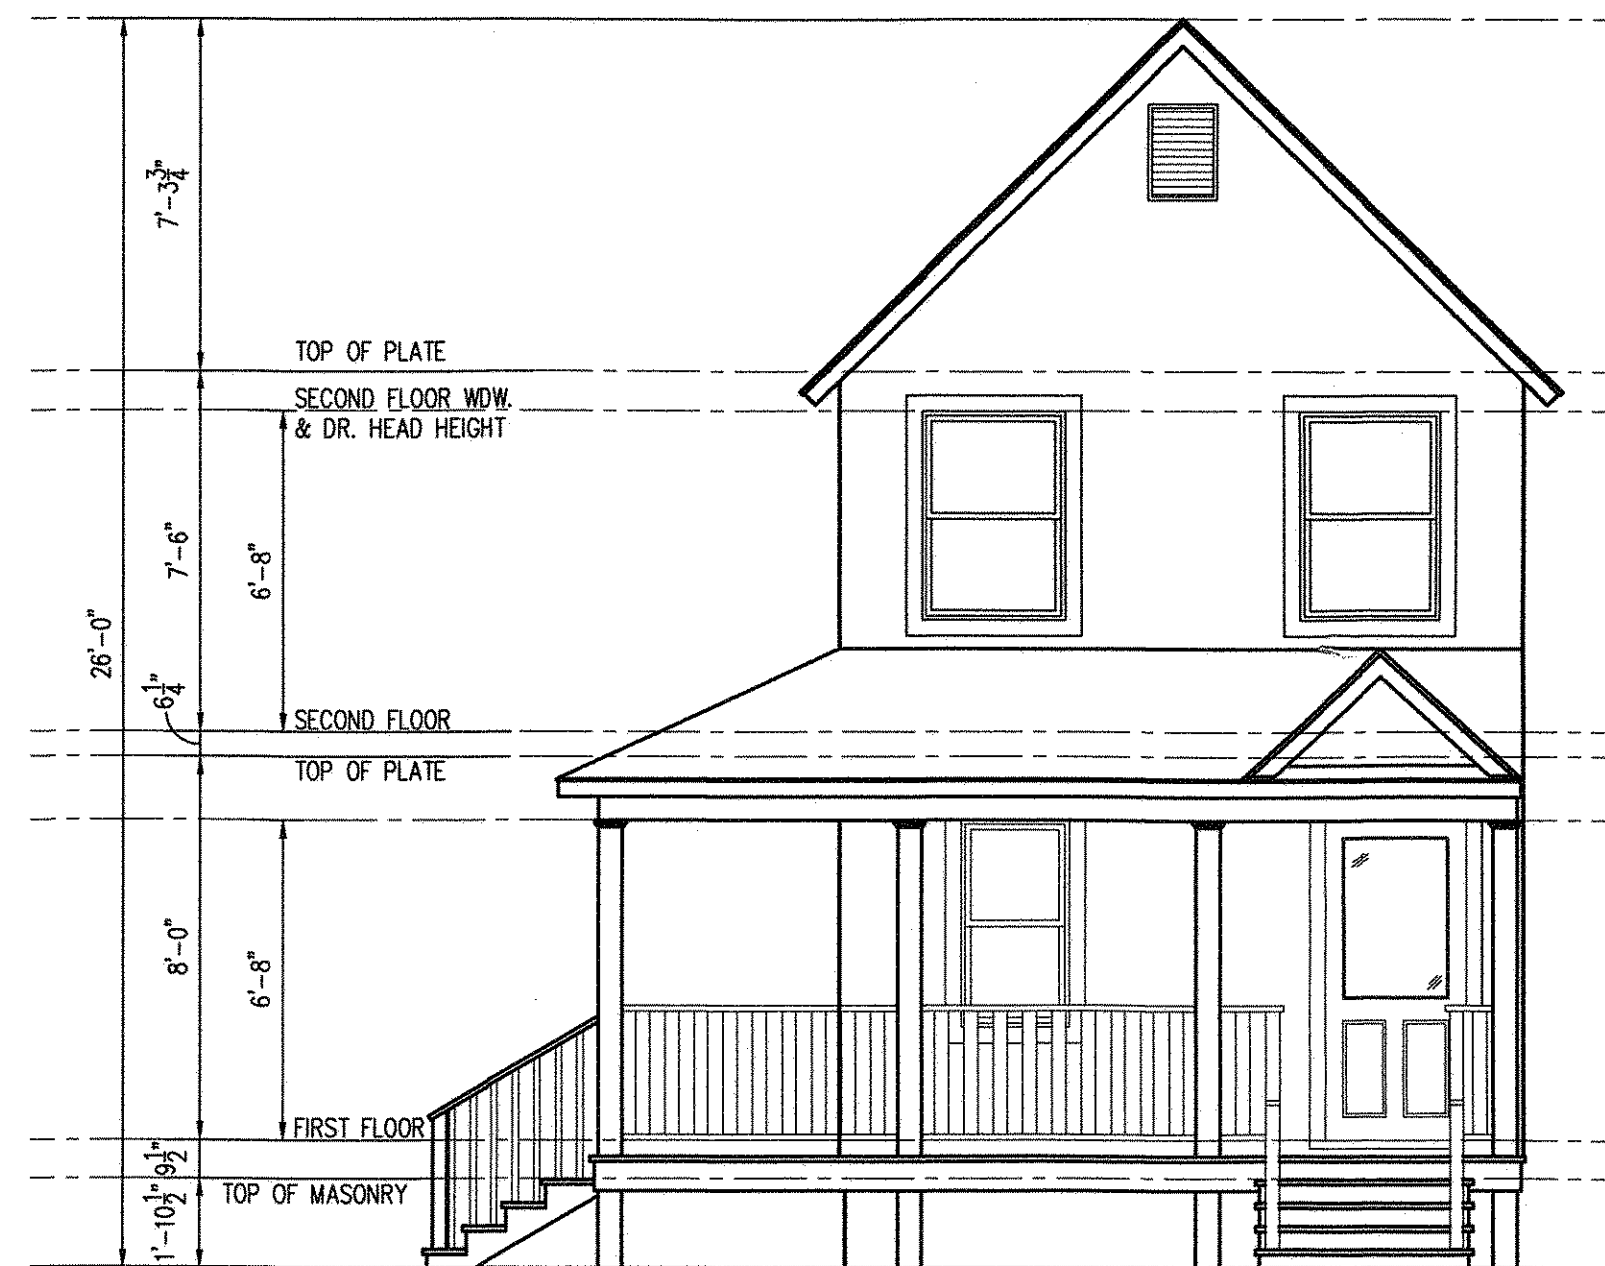 7'-3 3/4"
TOP OF PLATE
SECOND FLOOR WDW.
& DR. HEAD HEIGHT
7'-6"
6'-8"
26'-0"
6 1/4"
SECOND FLOOR
TOP OF PLATE
8'-0"
6'-8"
FIRST FLOOR
9 1/2"
TOP OF MASONRY
1'-10 1/2"